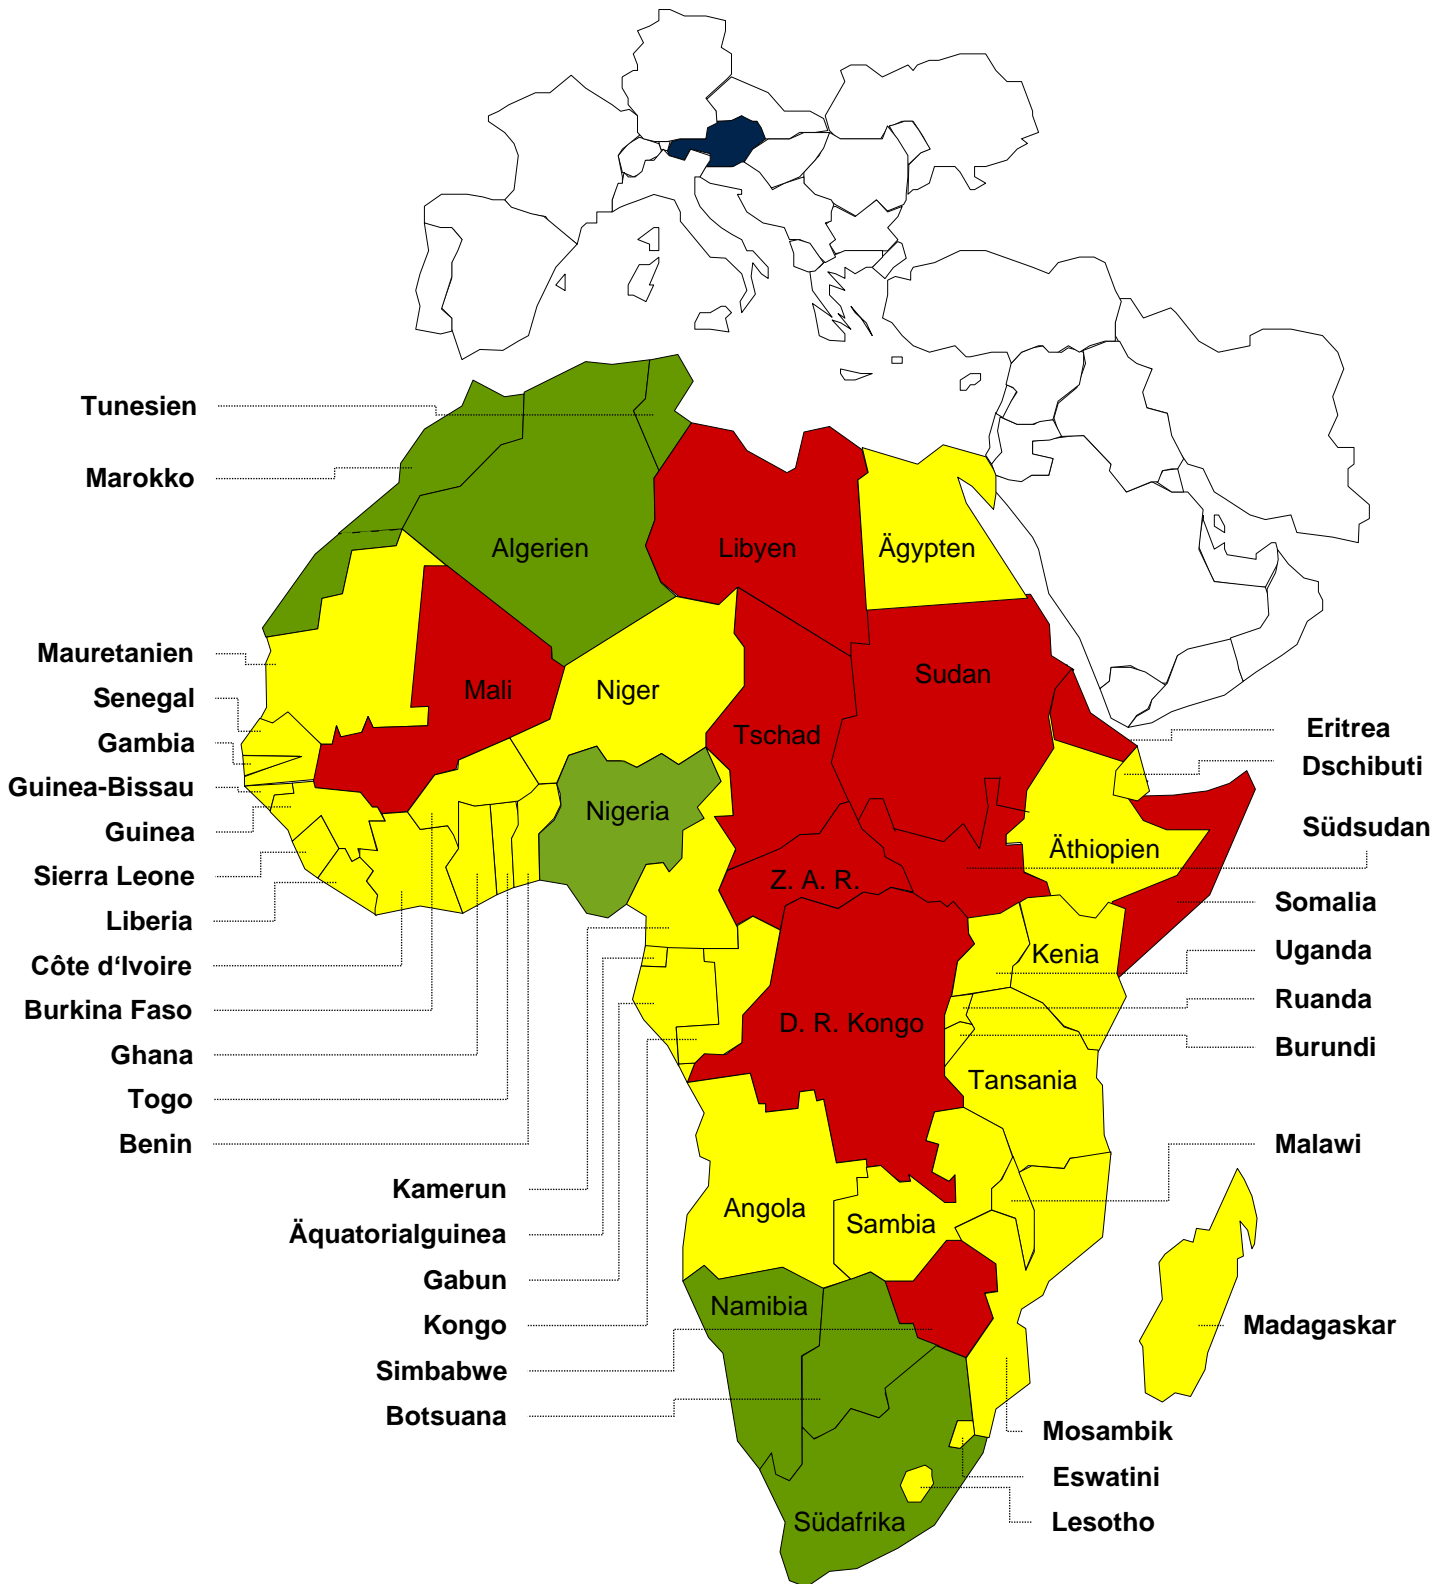 Tunesien
Marokko
Algerien
Libyen
Ägypten
Mauretanien
Senegal
Gambia
Guinea-Bissau
Guinea
Sierra Leone
Liberia
Côte d‘Ivoire
Burkina Faso
Ghana
Togo
Benin
Mali
Niger
Tschad
Sudan
Nigeria
Z. A. R.
Äthiopien
Eritrea
Dschibuti
Südsudan
Somalia
Uganda
Ruanda
Burundi
Kenia
D. R. Kongo
Tansania
Malawi
Kamerun
Äquatorialguinea
Gabun
Kongo
Simbabwe
Botsuana
Angola
Sambia
Namibia
Madagaskar
Mosambik
Eswatini
Lesotho
Südafrika